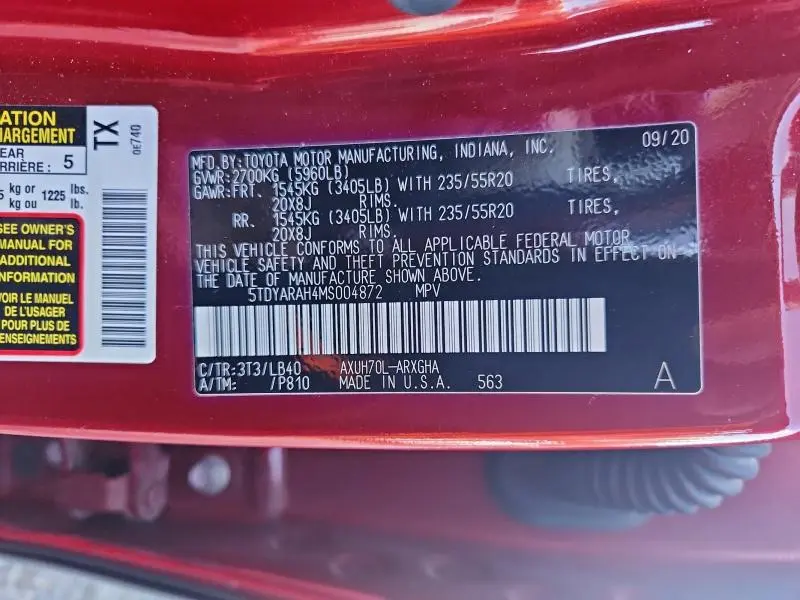 ATION
HARGEMENT
EAR
RRIÈRE : 5
kg or 1225 lbs.
kg ou lb.
SEE OWNER'S
MANUAL FOR
ADDITIONAL
INFORMATION
VOIR LE MANUEL
DE L'USAGER
POUR PLUS DE
RENSEIGNEMENTS
TX
0E740
MFD.BY:TOYOTA MOTOR MANUFACTURING, INDIANA, INC. 09/20
GVWR:2700KG (5960LB)
GAWR:FRT. 1545KG (3405LB) WITH 235/55R20 TIRES,
20X8J RIMS.
RR. 1545KG (3405LB) WITH 235/55R20 TIRES,
20X8J RIMS.
THIS VEHICLE CONFORMS TO ALL APPLICABLE FEDERAL MOTOR
VEHICLE SAFETY AND THEFT PREVENTION STANDARDS IN EFFECT ON
THE DATE OF MANUFACTURE SHOWN ABOVE.
5TDYARAH4MS004872 MPV
C/TR:3T3/LB40 AXUH70L-ARXGHA
A/TM: /P810 MADE IN U.S.A. 563 A